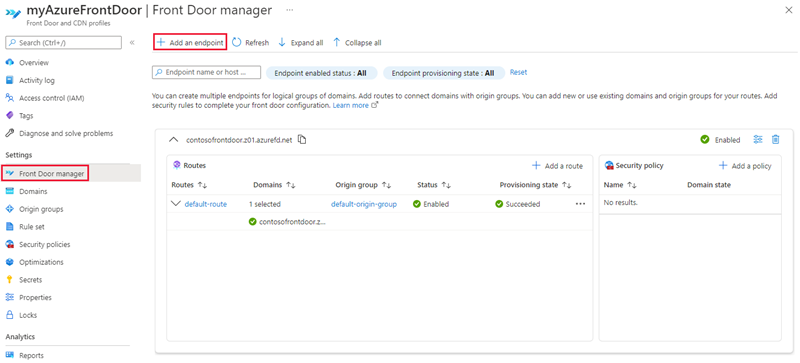 myAzureFrontDoor | Front Door manager ...
Front Door and CDN profiles
Search (Ctrl+/)
Overview
Activity log
Access control (IAM)
Tags
Diagnose and solve problems
Settings
Front Door manager
Domains
Origin groups
Rule set
Security policies
Optimizations
Secrets
Properties
Locks
Analytics
Reports
Add an endpoint Refresh Expand all Collapse all
Endpoint name or host ... Endpoint enabled status : All Endpoint provisioning state : All Reset
You can create multiple endpoints for logical groups of domains. Add routes to connect domains with origin groups. You can add new or use existing domains and origin groups for your routes. Add
security rules to complete your front door configuration. Learn more
contosofrontdoor.z01.azurefd.net Enabled
Routes + Add a route
Routes Domains Origin group Status Provisioning state
default-route 1 selected default-origin-group Enabled Succeeded ...
contosofrontdoor.z...
Security policy + Add a policy
Name Domain state
No results.